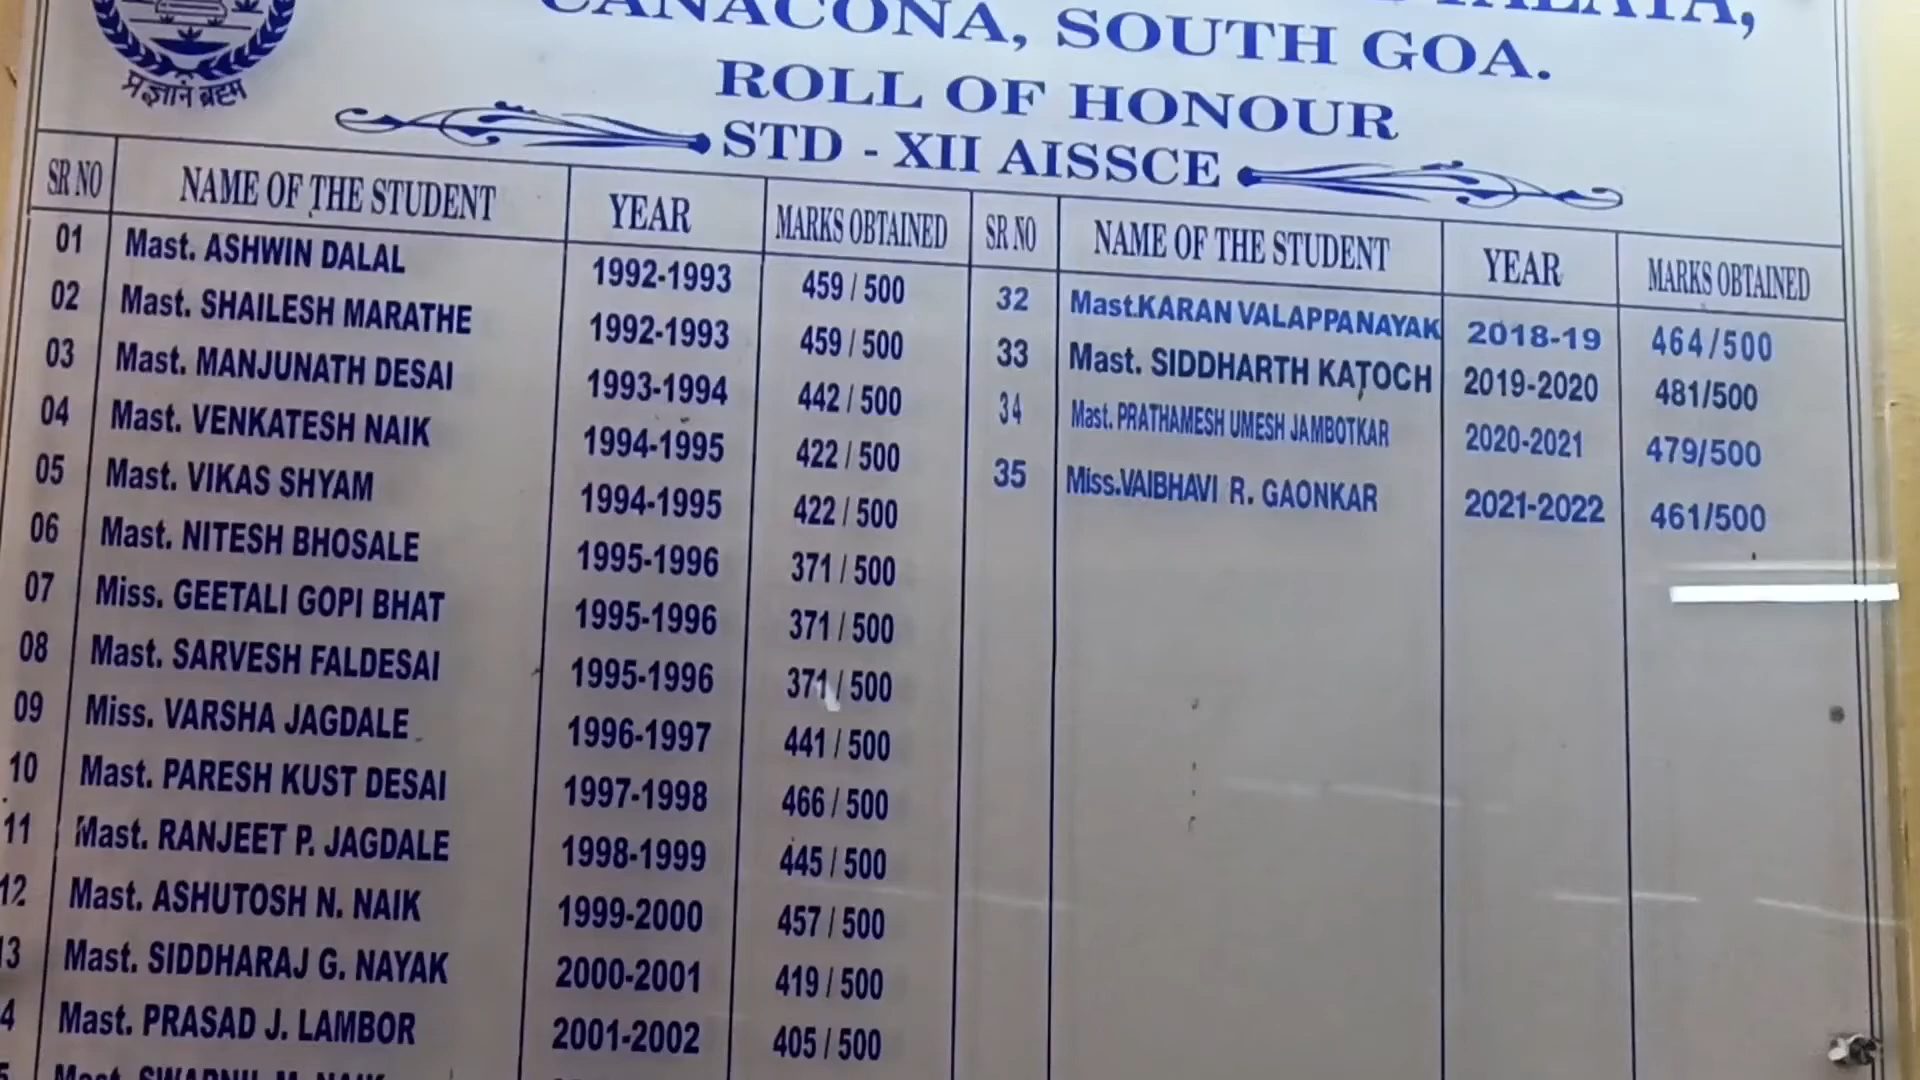 प्रज्ञानं ब्रह्म
CANACONA, SOUTH GOA.
ROLL OF HONOUR
STD - XII AISSCE
SR NO NAME OF THE STUDENT YEAR MARKS OBTAINED SR NO NAME OF THE STUDENT YEAR MARKS OBTAINED
01 Mast. ASHWIN DALAL 1992-1993 459 / 500
02 Mast. SHAILESH MARATHE 1992-1993 459 / 500
03 Mast. MANJUNATH DESAI 1993-1994 442 / 500
04 Mast. VENKATESH NAIK 1994-1995 422 / 500
05 Mast. VIKAS SHYAM 1994-1995 422 / 500
06 Mast. NITESH BHOSALE 1995-1996 371 / 500
07 Miss. GEETALI GOPI BHAT 1995-1996 371 / 500
08 Mast. SARVESH FALDESAI 1995-1996 371 / 500
09 Miss. VARSHA JAGDALE 1996-1997 441 / 500
10 Mast. PARESH KUST DESAI 1997-1998 466 / 500
11 Mast. RANJEET P. JAGDALE 1998-1999 445 / 500
12 Mast. ASHUTOSH N. NAIK 1999-2000 457 / 500
13 Mast. SIDDHARAJ G. NAYAK 2000-2001 419 / 500
4 Mast. PRASAD J. LAMBOR 2001-2002 405 / 500
Mast. SWAPNIL M. NAIK
32 Mast.KARAN VALAPPANAYAK 2018-19 464/500
33 Mast. SIDDHARTH KATOCH 2019-2020 481/500
34 Mast. PRATHAMESH UMESH JAMBOTKAR 2020-2021 479/500
35 Miss.VAIBHAVI R. GAONKAR 2021-2022 461/500